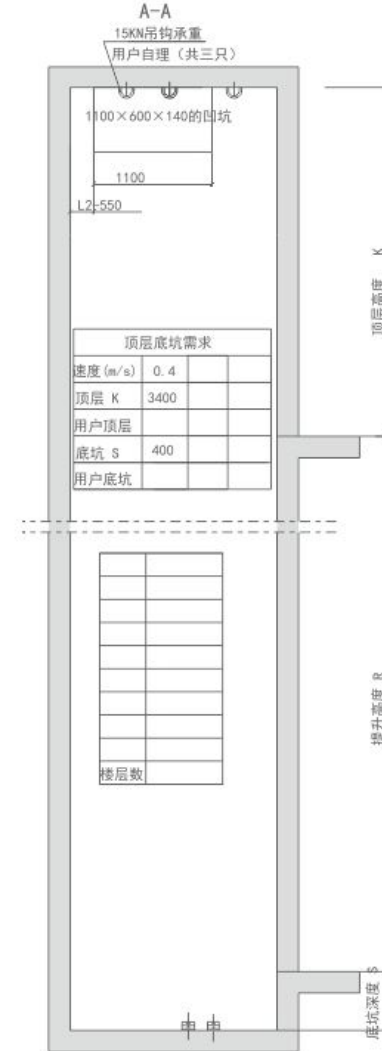 A-A
15KN吊钩承重
用户自理（共三只）
1100×600×140的凹坑
1100
L2-550
顶层高度 K
顶层底坑需求
速度(m/s) 0.4
顶层 K 3400
用户顶层
底坑 S 400
用户底坑
提升高度 R
楼层数
底坑深度 S